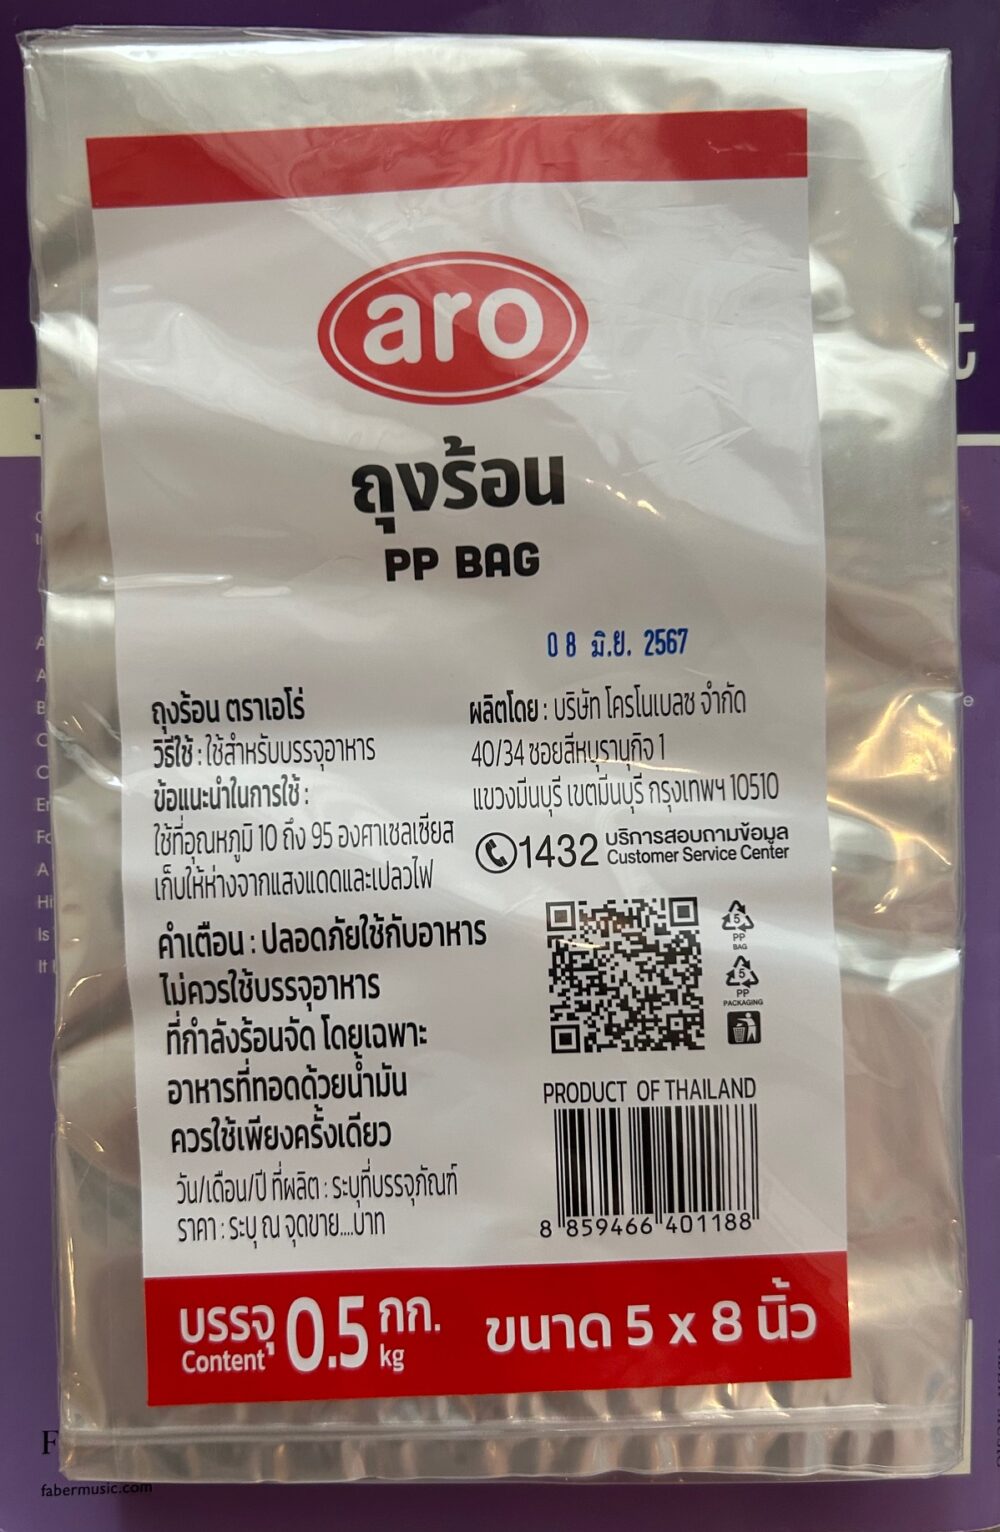 aro
ถุงร้อน
PP BAG
08 มิ.ย. 2567
ถุงร้อน ตราเอโร่
วิธีใช้ : ใช้สำหรับบรรจุอาหาร
ข้อแนะนำในการใช้ :
ใช้ที่อุณหภูมิ 10 ถึง 95 องศาเซลเซียส
เก็บให้ห่างจากแสงแดดและเปลวไฟ
คำเตือน : ปลอดภัยใช้กับอาหาร
ไม่ควรใช้บรรจุอาหาร
ที่กำลังร้อนจัด โดยเฉพาะ
อาหารที่ทอดด้วยน้ำมัน
ควรใช้เพียงครั้งเดียว
วัน/เดือน/ปี ที่ผลิต : ระบุที่บรรจุภัณฑ์
ราคา : ระบุ ณ จุดขาย....บาท
ผลิตโดย : บริษัท โครโนเบลซ จำกัด
40/34 ซอยสีหบุรานุกิจ 1
แขวงมีนบุรี เขตมีนบุรี กรุงเทพฯ 10510
1432 บริการสอบถามข้อมูล
Customer Service Center
5
PP
BAG
5
PP
PACKAGING
PRODUCT OF THAILAND
8 859466 401188
บรรจุ 0.5 กก.
Content kg
ขนาด 5 x 8 นิ้ว
fabermusic.com